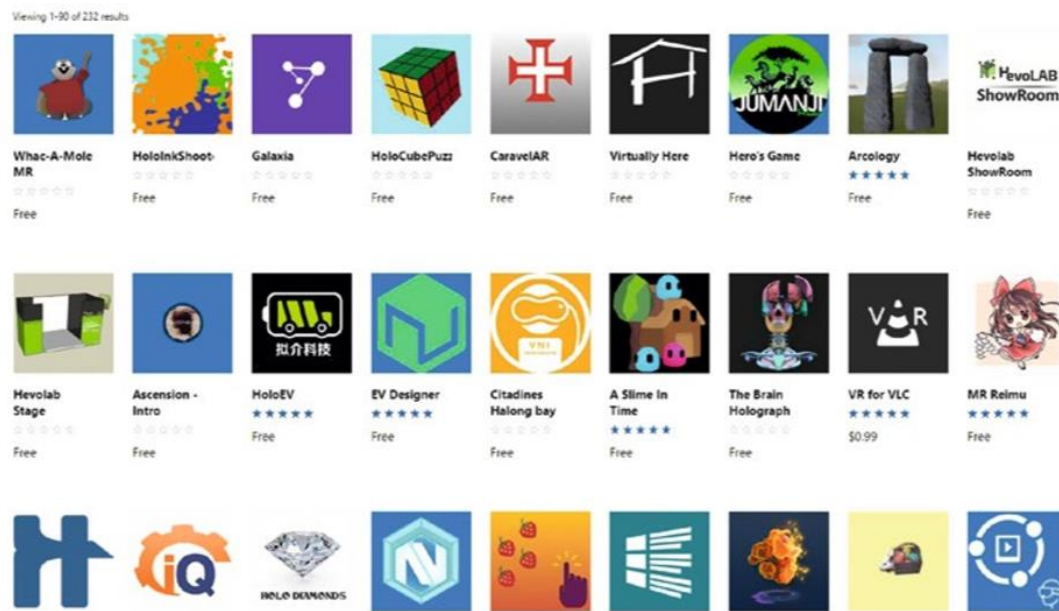 Viewing 1-90 of 232 results
JUMANJI
HevoLAB
ShowRoom
Whac-A-Mole
MR
Free
HoloInkShoot-
Free
Galaxia
Free
HoloCubePuzz
Free
CaravelAR
Free
Virtually Here
Free
Hero's Game
Free
Arcology
Free
Hevolab
ShowRoom
Free
拟介科技
VNI
VR
Hevolab
Stage
Free
Ascension -
Intro
Free
HoloEV
Free
EV Designer
Free
Citadines
Halong bay
Free
A Slime In
Time
Free
The Brain
Holograph
Free
VR for VLC
$0.99
MR Reimu
Free
iQ
HOLO DIAMONDS
N